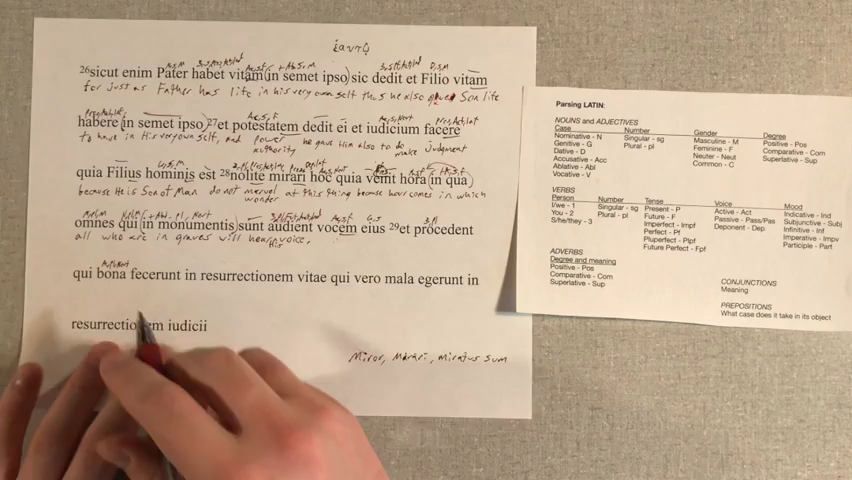 ἑαυτῷ
26sicut enim Pater habet vitam in semet ipso sic dedit et Filio vitam
for just as Father has life in his very own self thus he also gave Son life
habere in semet ipso 27et potestatem dedit ei et iudicium facere
to have in His very own self, and power he gave Him also to do judgment
authority make
quia Filius hominis est 28nolite mirari hoc quia venit hora in qua
because He is Son of Man do not marvel at this thing because hour comes in which
wonder
omnes qui in monumentis sunt audient vocem eius 29et procedent
all who are in graves will hear his voice,
qui bona fecerunt in resurrectionem vitae qui vero mala egerunt in
resurrectionem iudicii
Miror, Mirari, miratus sum
Parsing LATIN:
NOUNS and ADJECTIVES
Case Number Gender Degree
Nominative - N Singular - sg Masculine - M Positive - Pos
Genitive - G Plural - pl Feminine - F Comparative - Com
Dative - D Neuter - Neut Superlative - Sup
Accusative - Acc Common - C
Ablative - Abl
Vocative - V
VERBS
Person Number Tense Voice Mood
I/we - 1 Singular - sg Present - P Active - Act Indicative - Ind
You - 2 Plural - pl Future - F Passive - Pass/Pas Subjunctive - Subj
S/he/they - 3 Imperfect - Impf Deponent - Dep Infinitive - Inf
Perfect - Pf Imperative - Impv
Pluperfect - Plpf Participle - Part
Future Perfect - Fpf
ADVERBS
Degree and meaning
Positive - Pos
Comparative - Com
Superlative - Sup
CONJUNCTIONS
Meaning
PREPOSITIONS
What case does it take in its object